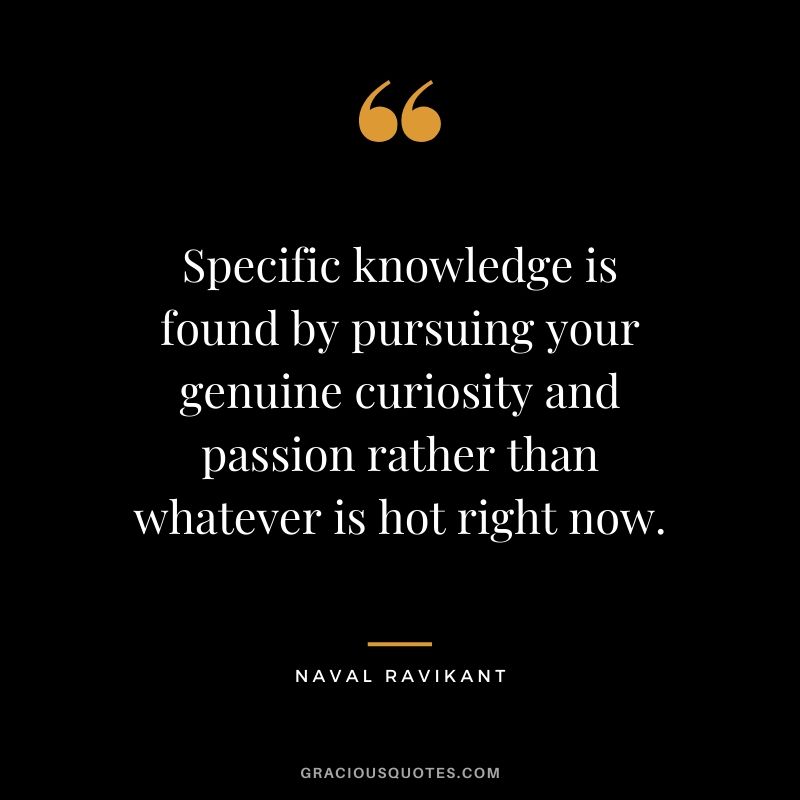 “
Specific knowledge is
found by pursuing your
genuine curiosity and
passion rather than
whatever is hot right now.
NAVAL RAVIKANT
GRACIOUSQUOTES.COM